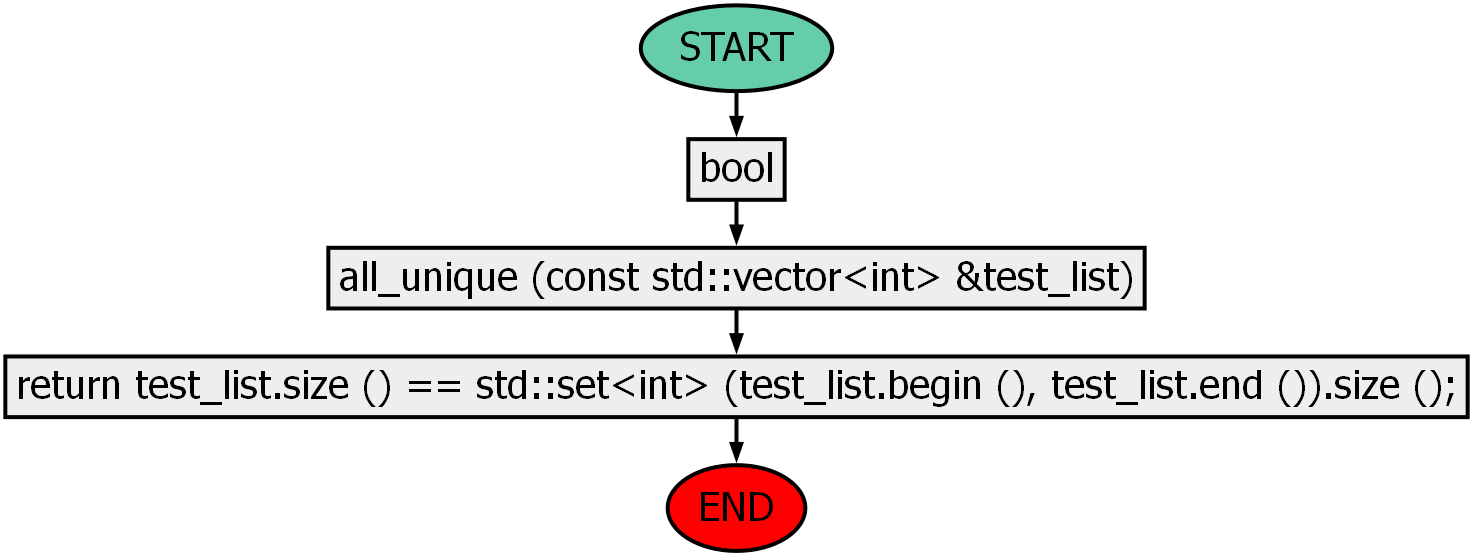 START
bool
all_unique (const std::vector<int> &test_list)
return test_list.size () == std::set<int> (test_list.begin (), test_list.end ()).size ();
END